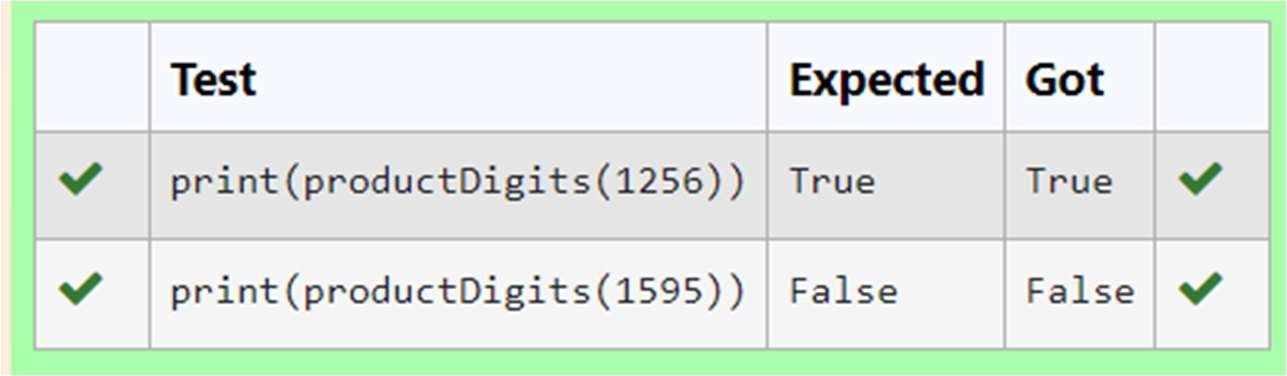 Test Expected Got
print(productDigits(1256)) True True
print(productDigits(1595)) False False